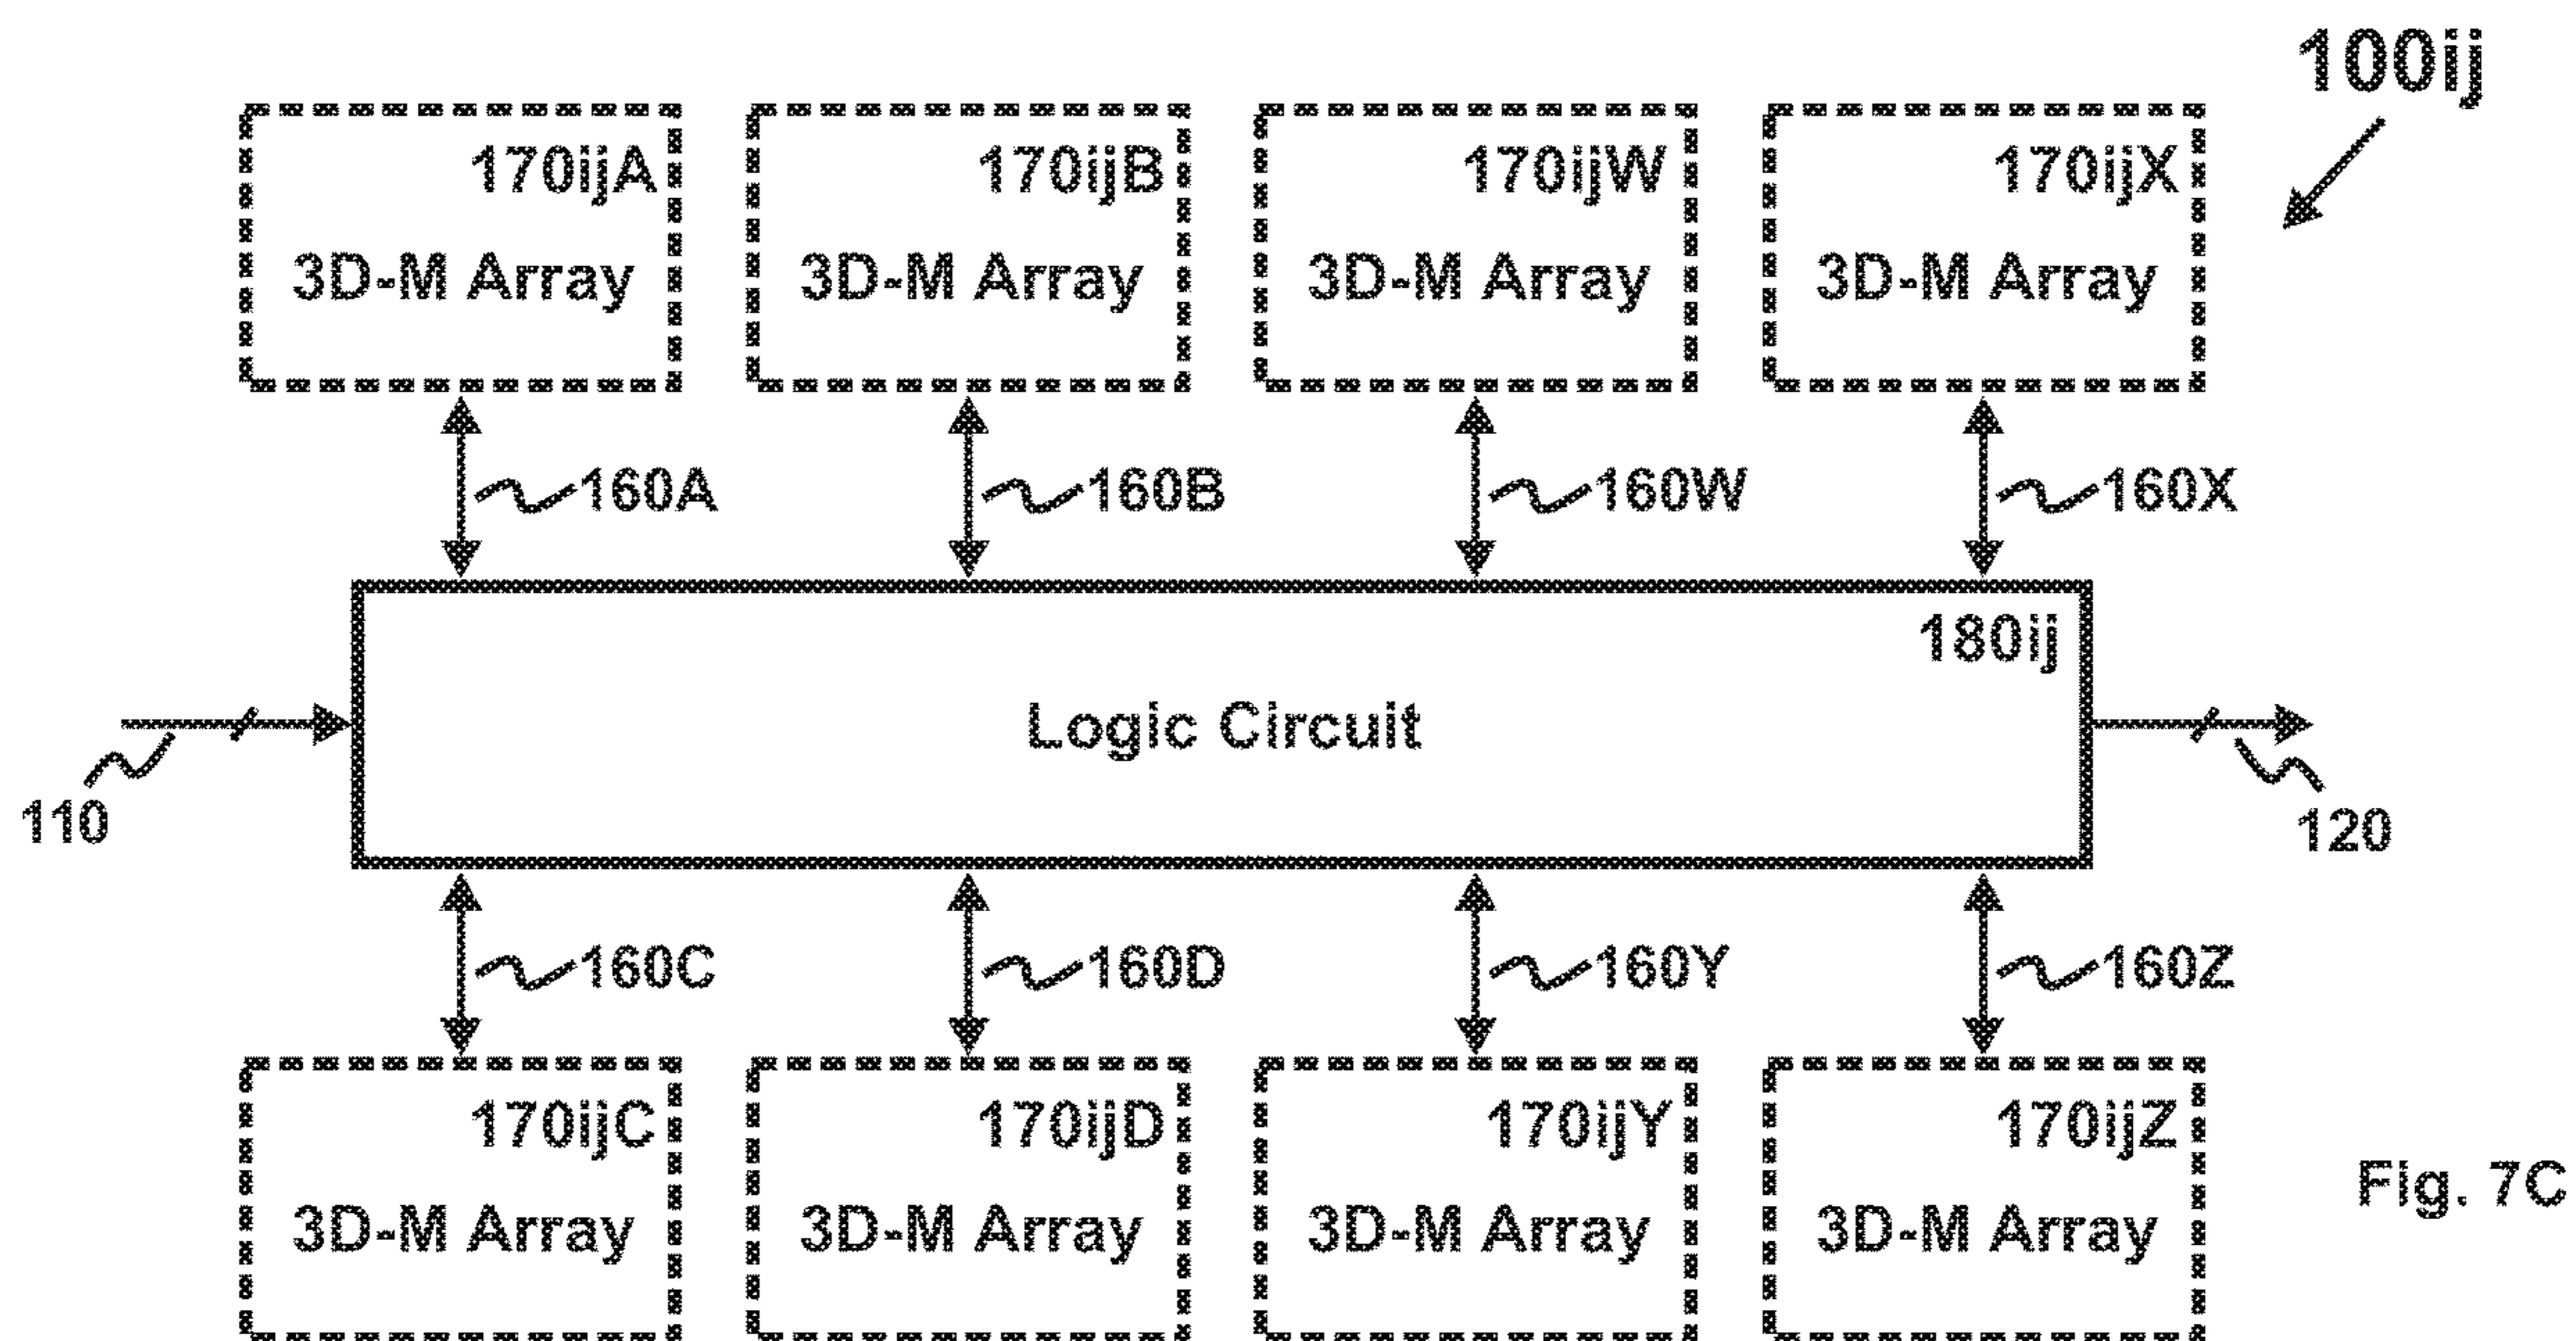 100ij
170ijA 170ijB 170ijW 170ijX
3D-M Array 3D-M Array 3D-M Array 3D-M Array
160A 160B 160W 160X
180ij
Logic Circuit
110 120
160C 160D 160Y 160Z
170ijC 170ijD 170ijY 170ijZ
3D-M Array 3D-M Array 3D-M Array 3D-M Array
Fig. 7C